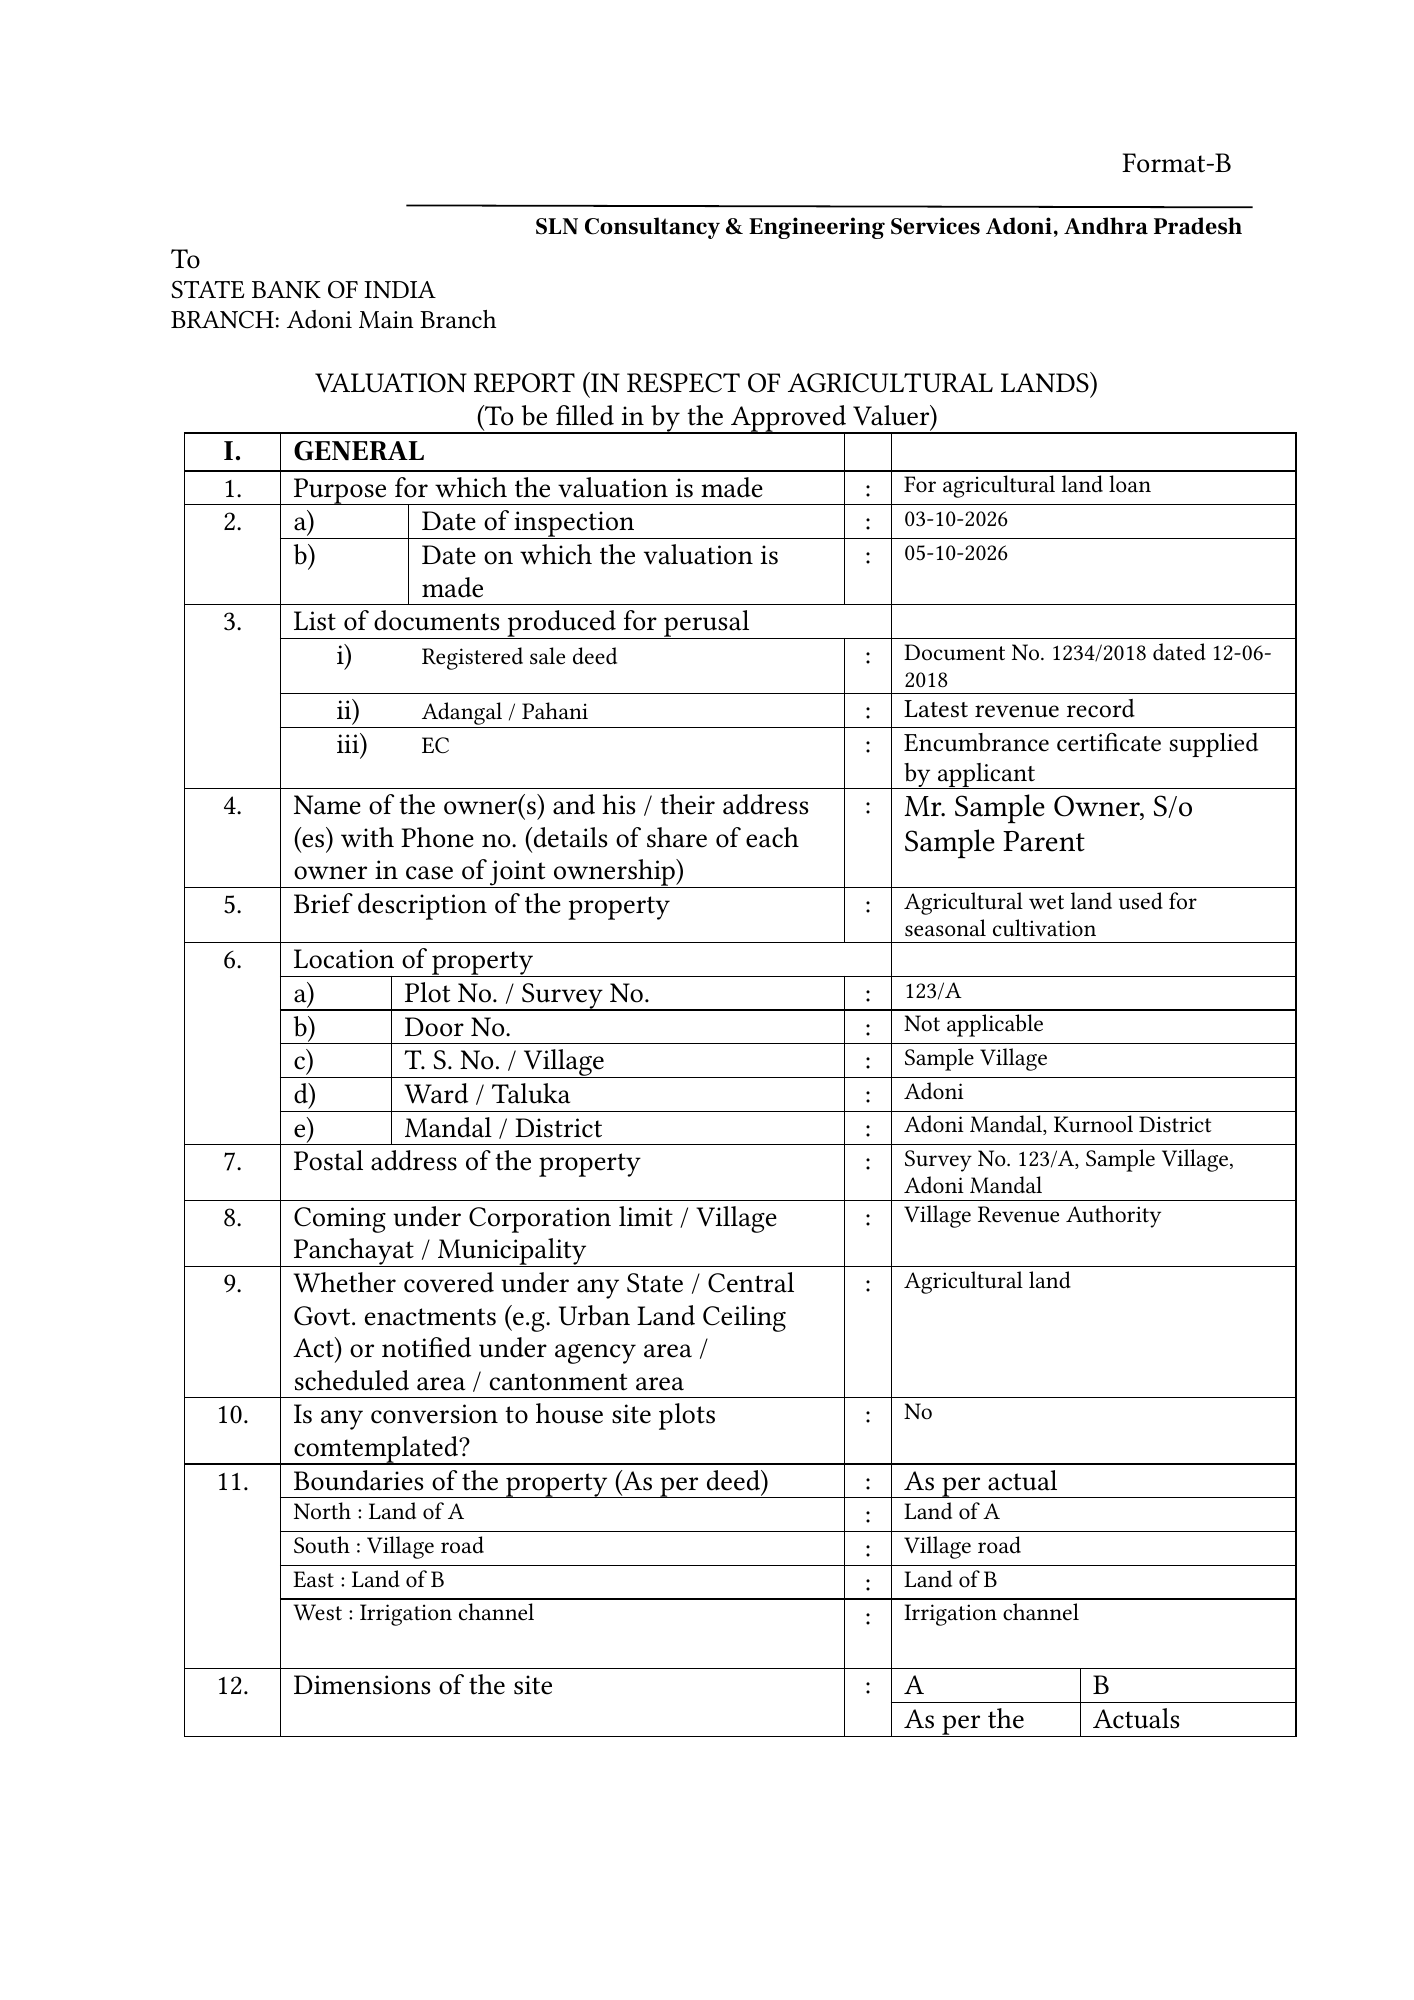 Format-B
SLN Consultancy & Engineering Services Adoni, Andhra Pradesh
To
STATE BANK OF INDIA
BRANCH: Adoni Main Branch
VALUATION REPORT (IN RESPECT OF AGRICULTURAL LANDS)
(To be filled in by the Approved Valuer)
I. GENERAL
1. Purpose for which the valuation is made : For agricultural land loan
2. a) Date of inspection : 03-10-2026
b) Date on which the valuation is : 05-10-2026
made
3. List of documents produced for perusal
i) Registered sale deed : Document No. 1234/2018 dated 12-06-
2018
ii) Adangal / Pahani : Latest revenue record
iii) EC : Encumbrance certificate supplied
by applicant
4. Name of the owner(s) and his / their address : Mr. Sample Owner, S/o
(es) with Phone no. (details of share of each Sample Parent
owner in case of joint ownership)
5. Brief description of the property : Agricultural wet land used for
seasonal cultivation
6. Location of property
a) Plot No. / Survey No. : 123/A
b) Door No. : Not applicable
c) T. S. No. / Village : Sample Village
d) Ward / Taluka : Adoni
e) Mandal / District : Adoni Mandal, Kurnool District
7. Postal address of the property : Survey No. 123/A, Sample Village,
Adoni Mandal
8. Coming under Corporation limit / Village : Village Revenue Authority
Panchayat / Municipality
9. Whether covered under any State / Central : Agricultural land
Govt. enactments (e.g. Urban Land Ceiling
Act) or notified under agency area /
scheduled area / cantonment area
10. Is any conversion to house site plots : No
comtemplated?
11. Boundaries of the property (As per deed) : As per actual
North : Land of A : Land of A
South : Village road : Village road
East : Land of B : Land of B
West : Irrigation channel : Irrigation channel
12. Dimensions of the site : A B
As per the Actuals